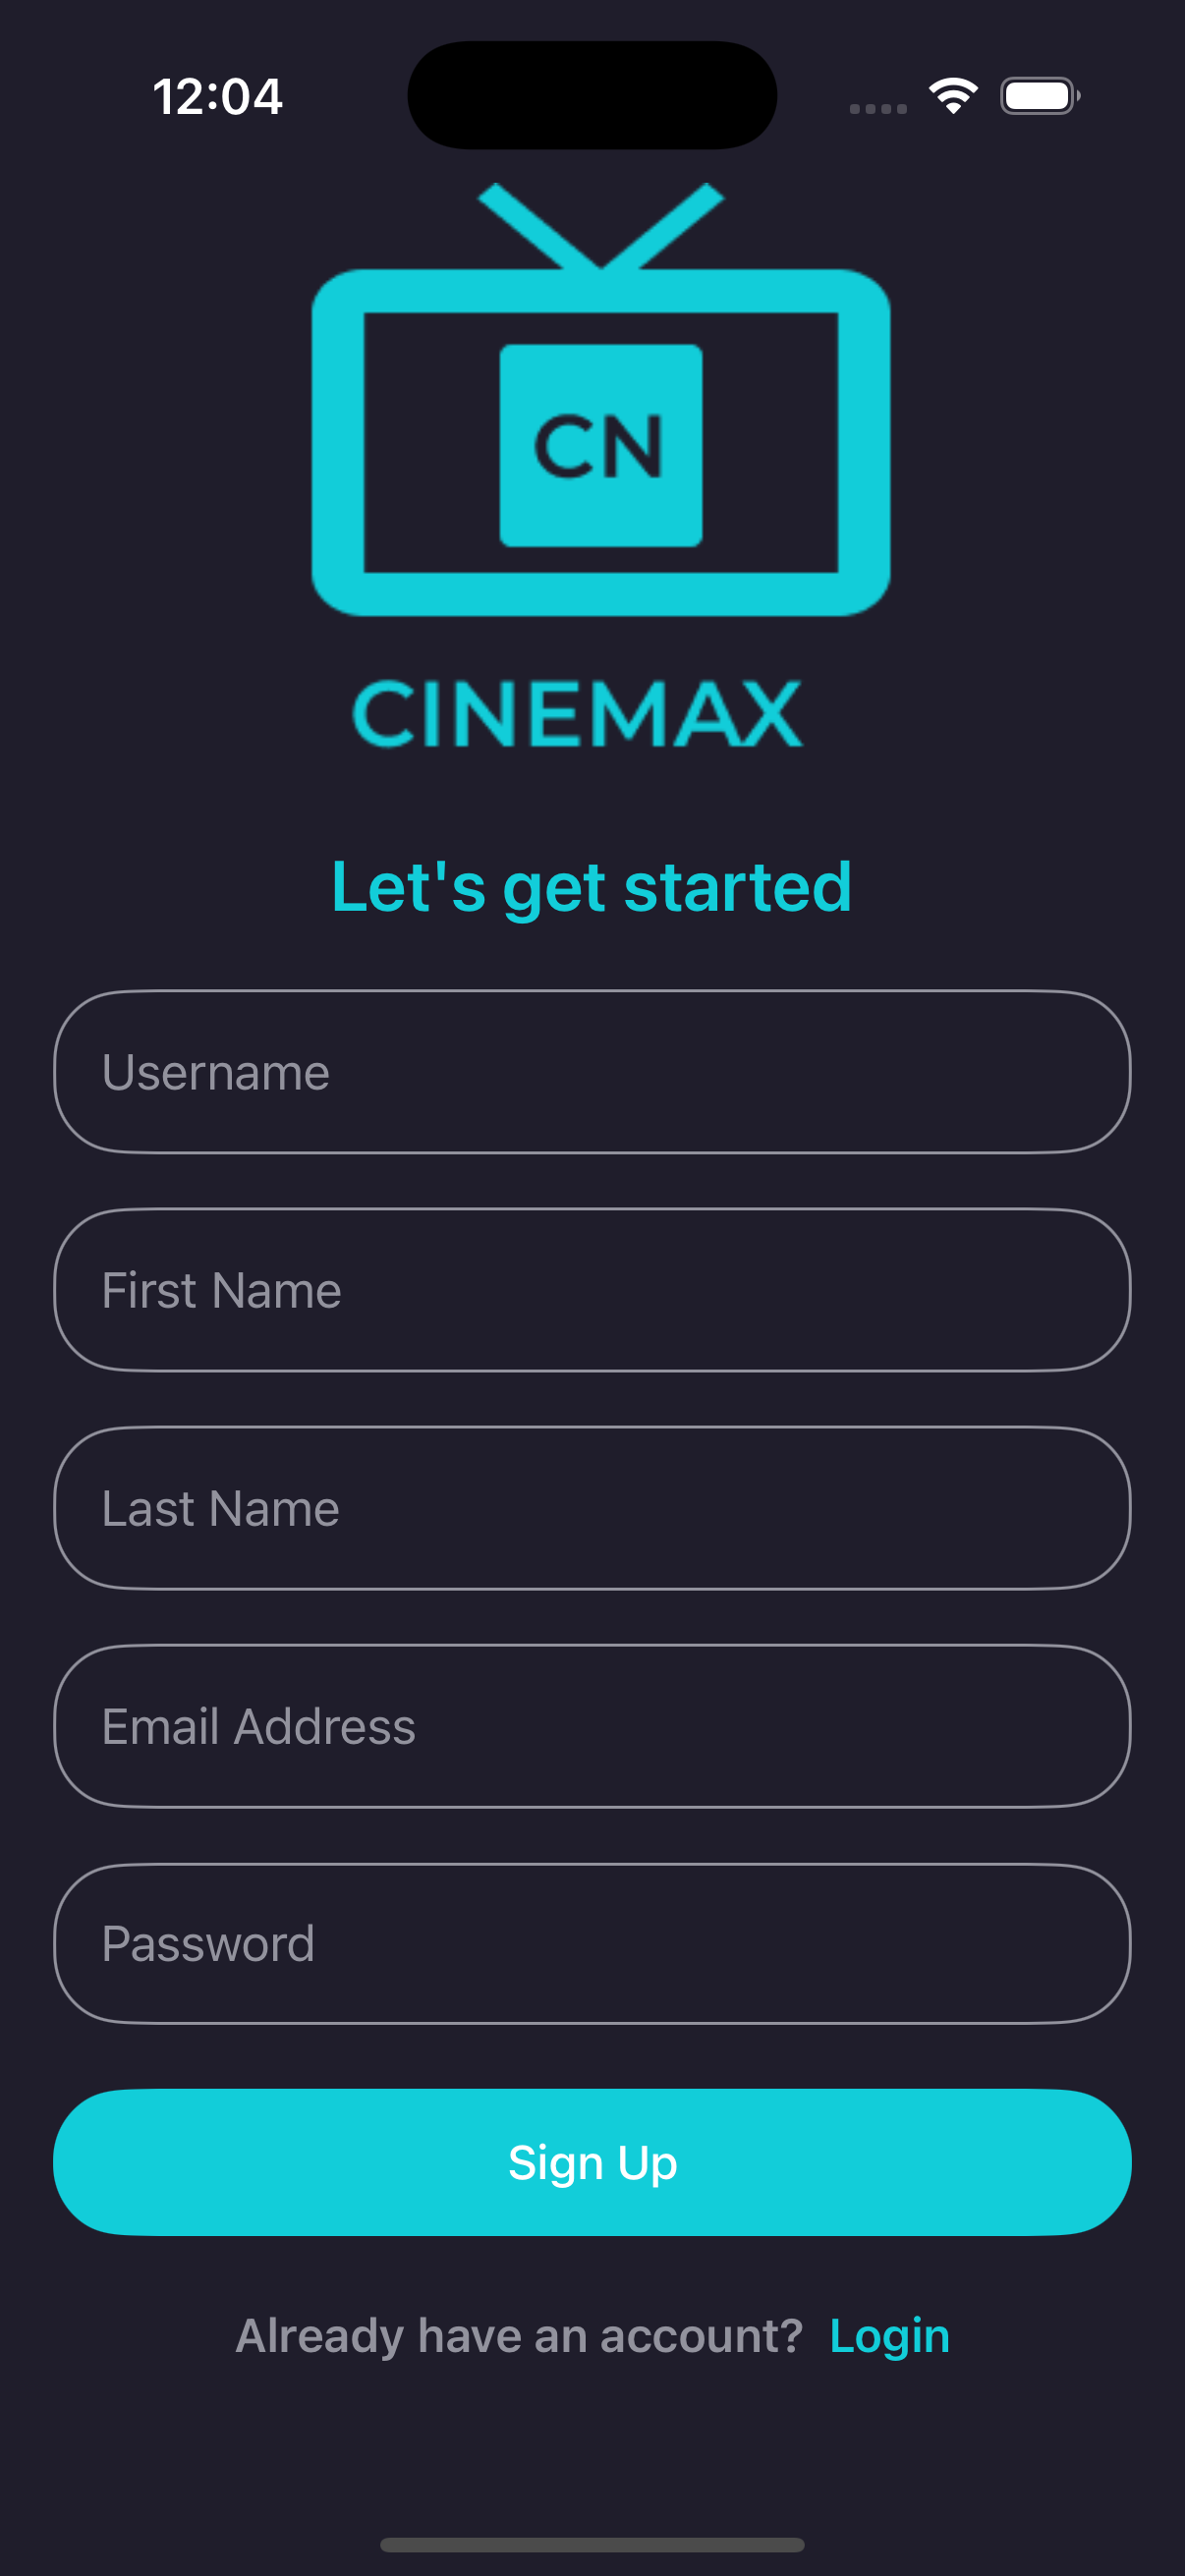 12:04
CN
CINEMAX
Let's get started
Username
First Name
Last Name
Email Address
Password
Sign Up
Already have an account? Login